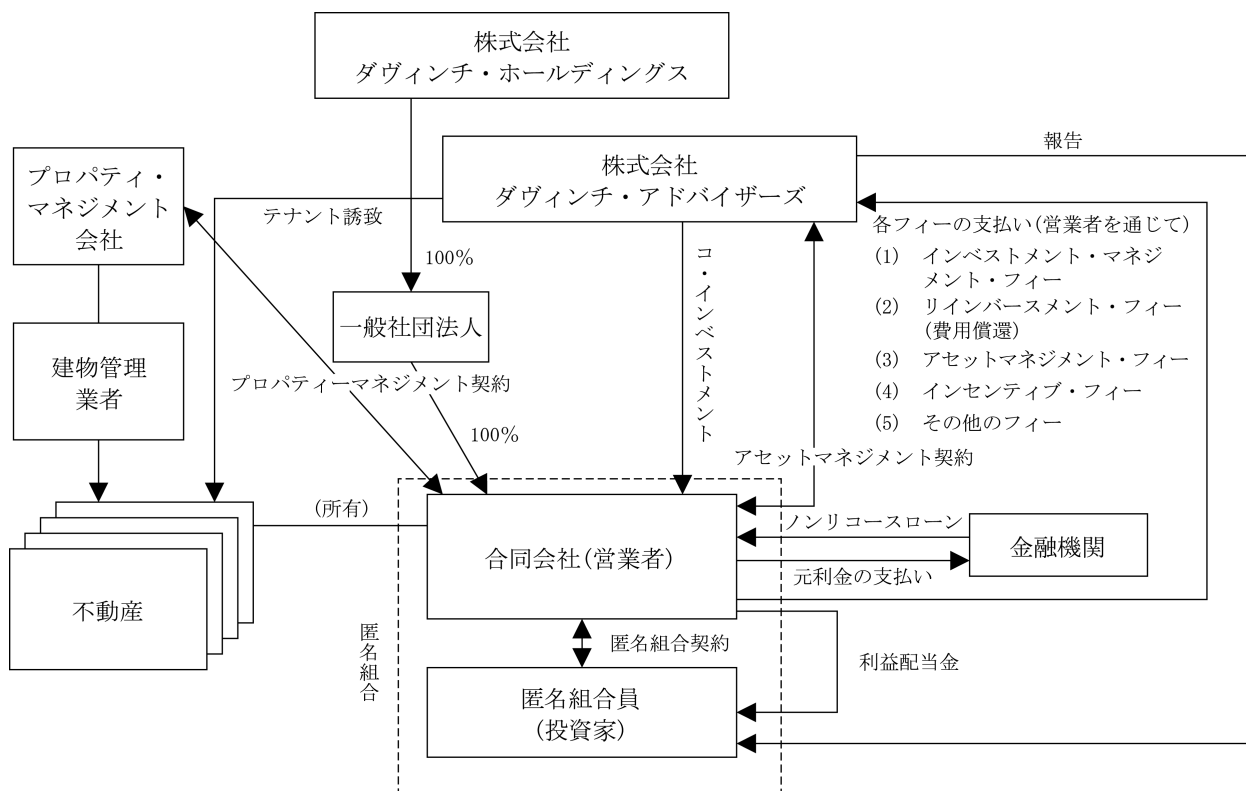 株式会社
ダヴィンチ・ホールディングス
株式会社
ダヴィンチ・アドバイザーズ
報告
プロパティ・
マネジメント
会社
テナント誘致
各フィーの支払い(営業者を通じて)
(1) インベストメント・マネジ
メント・フィー
(2) リインバースメント・フィー
(費用償還)
(3) アセットマネジメント・フィー
(4) インセンティブ・フィー
(5) その他のフィー
100%
コ・インベストメント
一般社団法人
建物管理
業者
プロパティーマネジメント契約
100%
アセットマネジメント契約
(所有)
合同会社(営業者)
ノンリコースローン
金融機関
元利金の支払い
不動産
匿名組合
匿名組合契約
利益配当金
匿名組合員
(投資家)